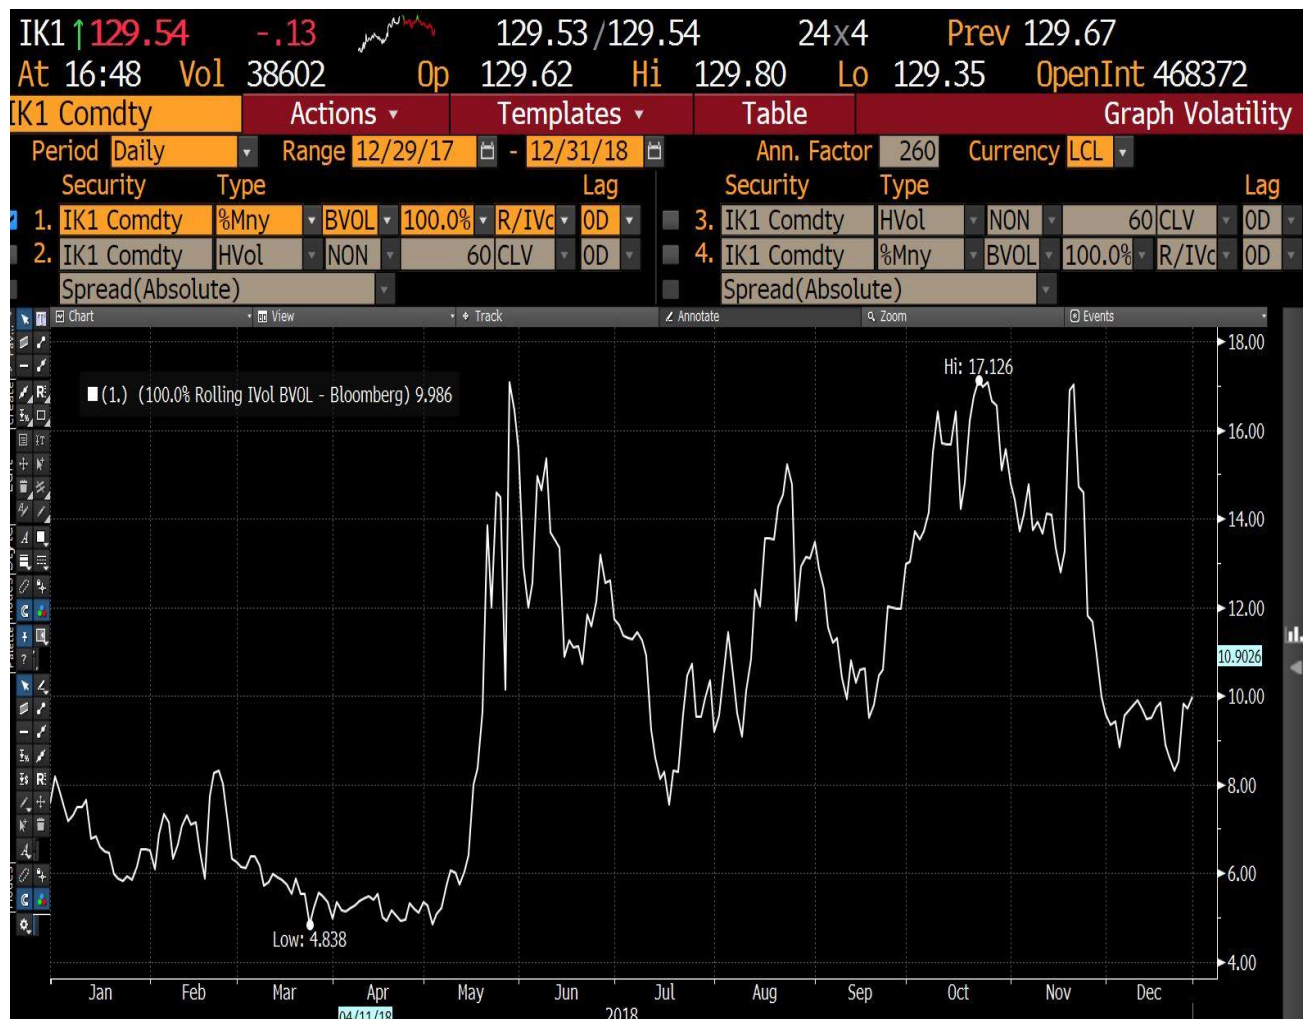 IK1 ↑129.54 -.13 129.53/129.54 24x4 Prev 129.67
At 16:48 Vol 38602 Op 129.62 Hi 129.80 Lo 129.35 OpenInt 468372
IK1 Comdty Actions Templates Table Graph Volatility
Period Daily Range 12/29/17 - 12/31/18 Ann. Factor 260 Currency LCL
Security Type Lag Security Type Lag
1. IK1 Comdty %Mny BVOL 100.0% R/IVc 0D 3. IK1 Comdty HVol NON 60 CLV 0D
2. IK1 Comdty HVol NON 60 CLV 0D 4. IK1 Comdty %Mny BVOL 100.0% R/IVc 0D
Spread(Absolute) Spread(Absolute)
Chart View Track Annotate Zoom Events
18.00
Hi: 17.126
(1.) (100.0% Rolling IVol BVOL - Bloomberg) 9.986
16.00
14.00
12.00
10.9026
10.00
8.00
6.00
Low: 4.838
4.00
Jan Feb Mar Apr May Jun Jul Aug Sep Oct Nov Dec
04/11/18 2018